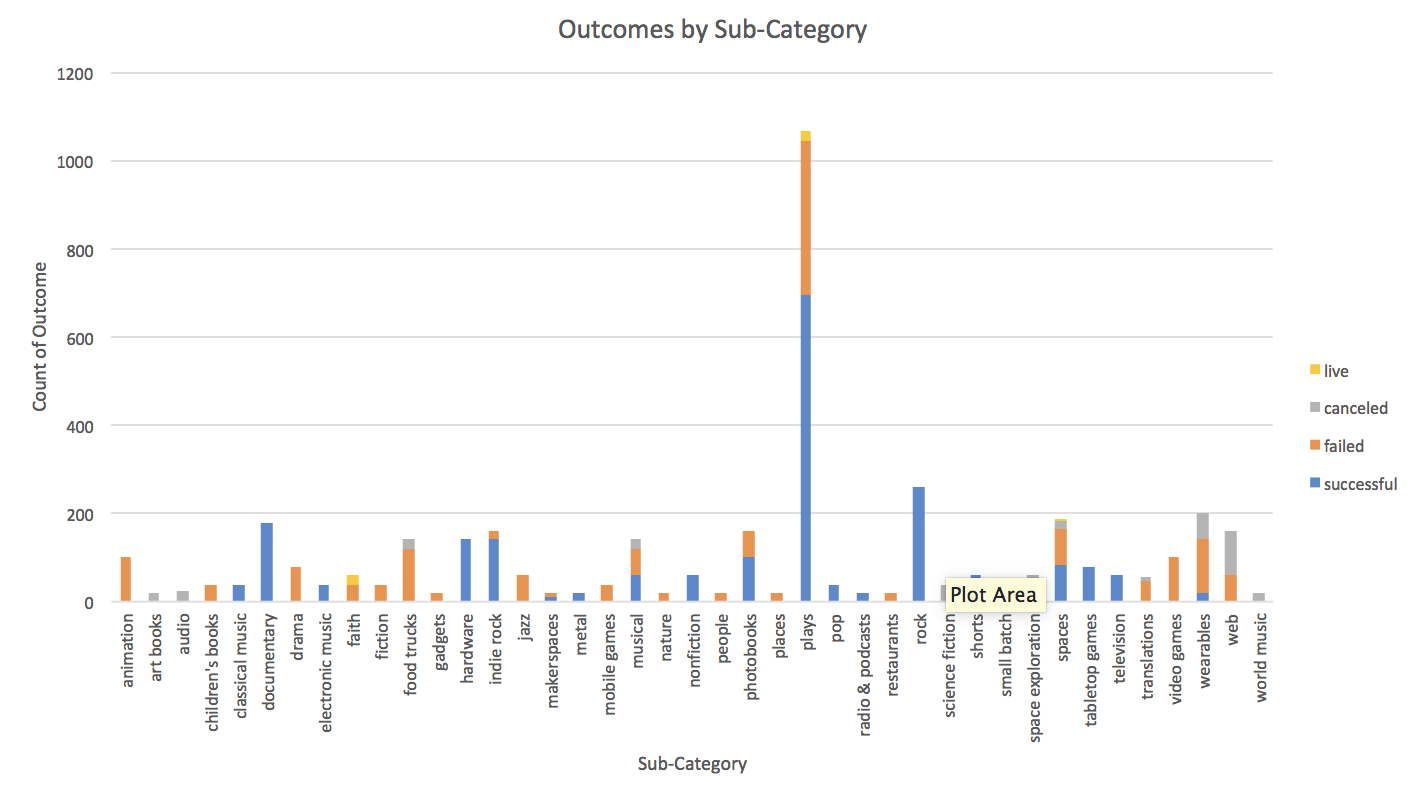 Outcomes by Sub-Category
Count of Outcome
1200
1000
800
600
400
200
0
live
canceled
failed
successful
Plot Area
animation
art books
audio
children's books
classical music
documentary
drama
electronic music
faith
fiction
food trucks
gadgets
hardware
indie rock
jazz
makerspaces
metal
mobile games
musical
nature
nonfiction
people
photobooks
places
plays
pop
radio & podcasts
restaurants
rock
science fiction
shorts
small batch
space exploration
spaces
tabletop games
television
translations
video games
wearables
web
world music
Sub-Category